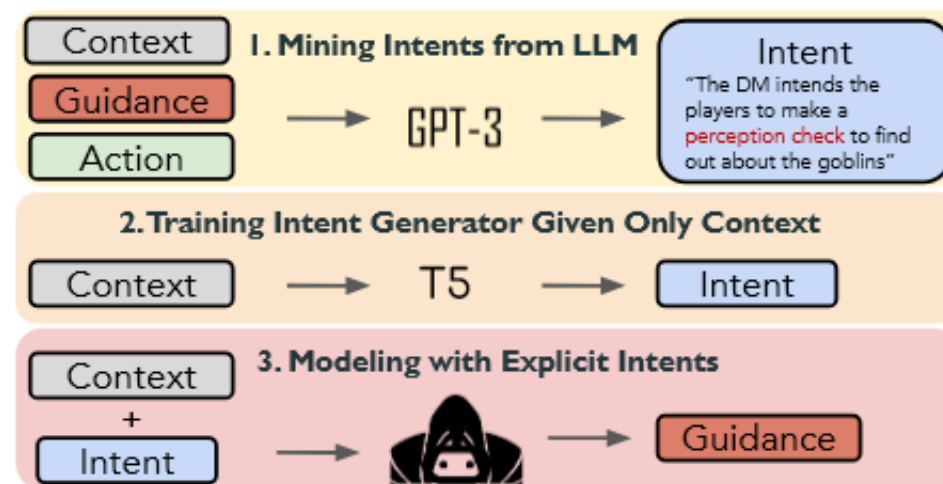 Context
1. Mining Intents from LLM
Guidance
Action
GPT-3
Intent
"The DM intends the
players to make a
perception check to find
out about the goblins"
2. Training Intent Generator Given Only Context
Context
T5
Intent
3. Modeling with Explicit Intents
Context
+
Intent
Guidance